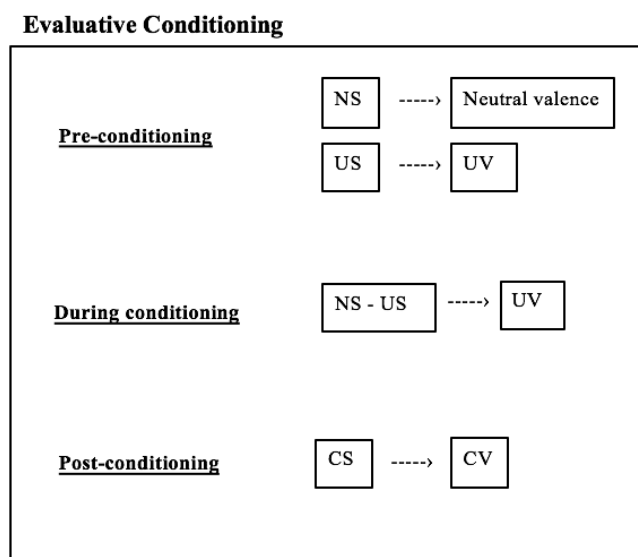 Evaluative Conditioning
NS -----› Neutral valence
Pre-conditioning
US -----› UV
During conditioning NS - US -----› UV
Post-conditioning CS -----› CV